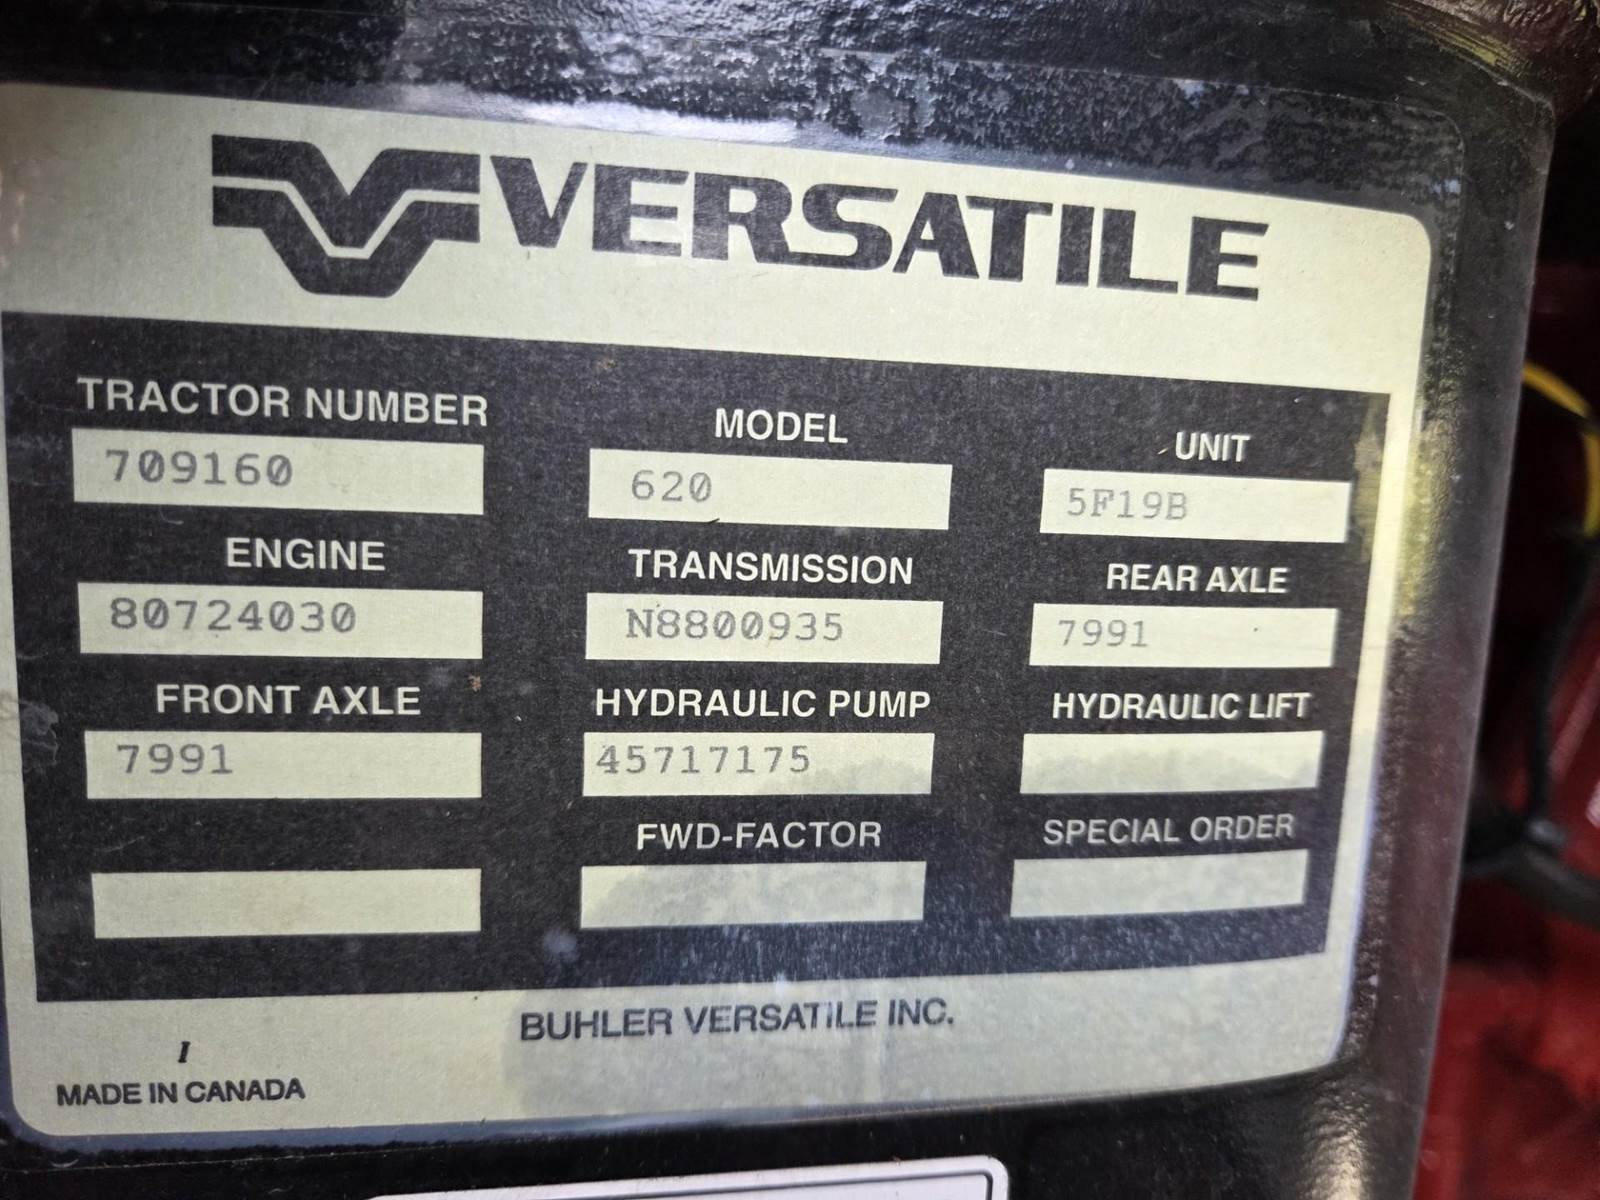 VERSATILE
TRACTOR NUMBER MODEL UNIT
709160 620 5F19B
ENGINE TRANSMISSION REAR AXLE
80724030 N8800935 7991
FRONT AXLE HYDRAULIC PUMP HYDRAULIC LIFT
7991 45717175
FWD-FACTOR SPECIAL ORDER
BUHLER VERSATILE INC.
I
MADE IN CANADA